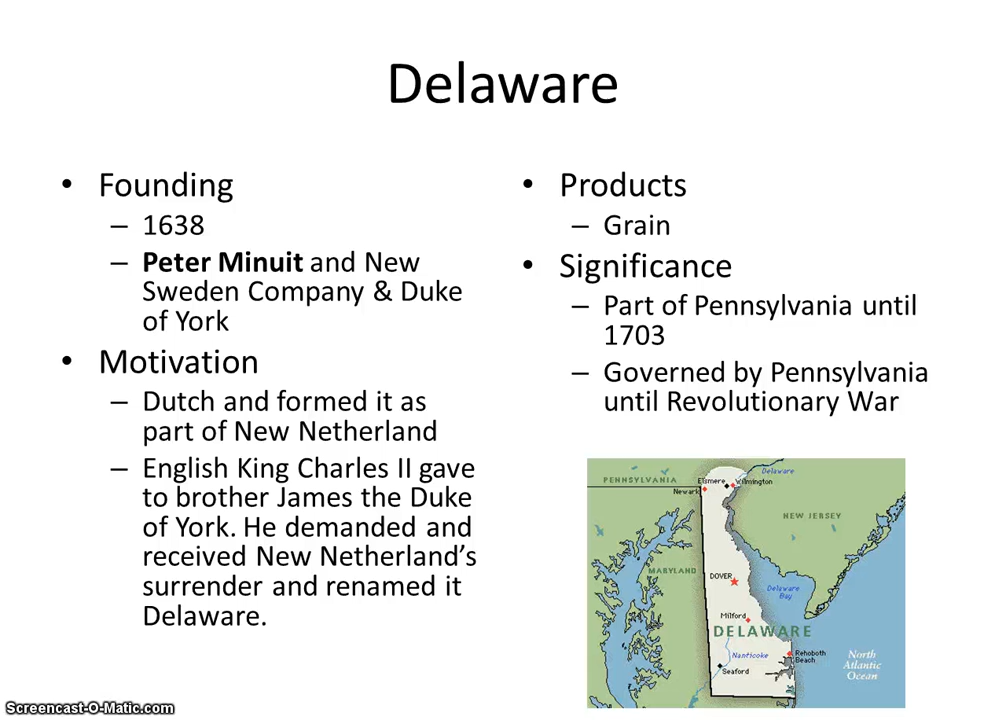 Delaware
• Founding
– 1638
– Peter Minuit and New
Sweden Company & Duke
of York
• Motivation
– Dutch and formed it as
part of New Netherland
– English King Charles II gave
to brother James the Duke
of York. He demanded and
received New Netherland’s
surrender and renamed it
Delaware.
• Products
– Grain
• Significance
– Part of Pennsylvania until
1703
– Governed by Pennsylvania
until Revolutionary War
Delaware
PENNSYLVANIA
Elsmere
Wilmington
Newark
NEW JERSEY
MARYLAND
DOVER
Delaware
Bay
Milford
DELAWARE
Nanticoke
Rehoboth
Beach
Seaford
North
Atlantic
Ocean
Screencast-O-Matic.com